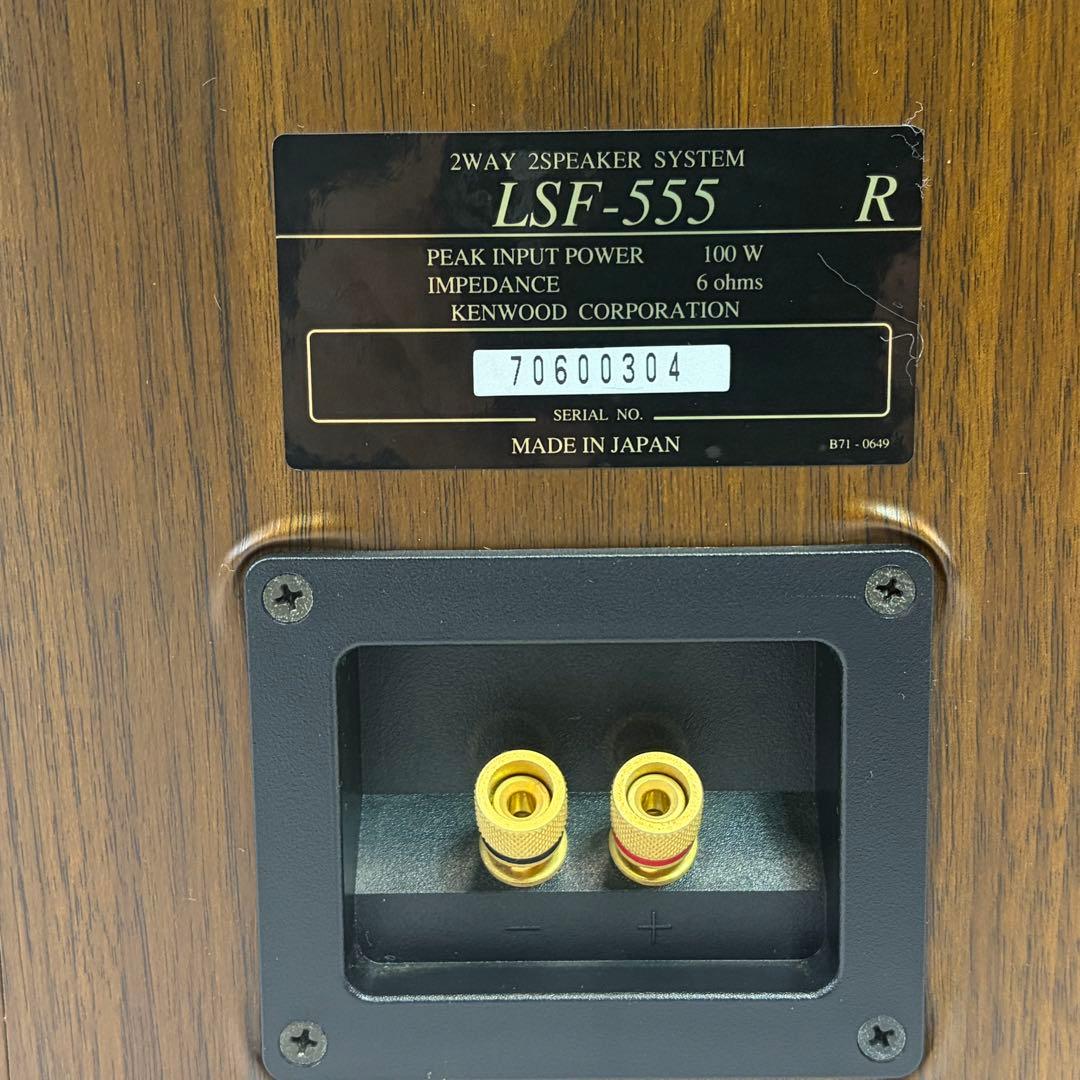 2WAY 2SPEAKER SYSTEM
LSF-555 R
PEAK INPUT POWER 100 W
IMPEDANCE 6 ohms
KENWOOD CORPORATION
70600304
SERIAL NO.
MADE IN JAPAN B71 - 0649
− +